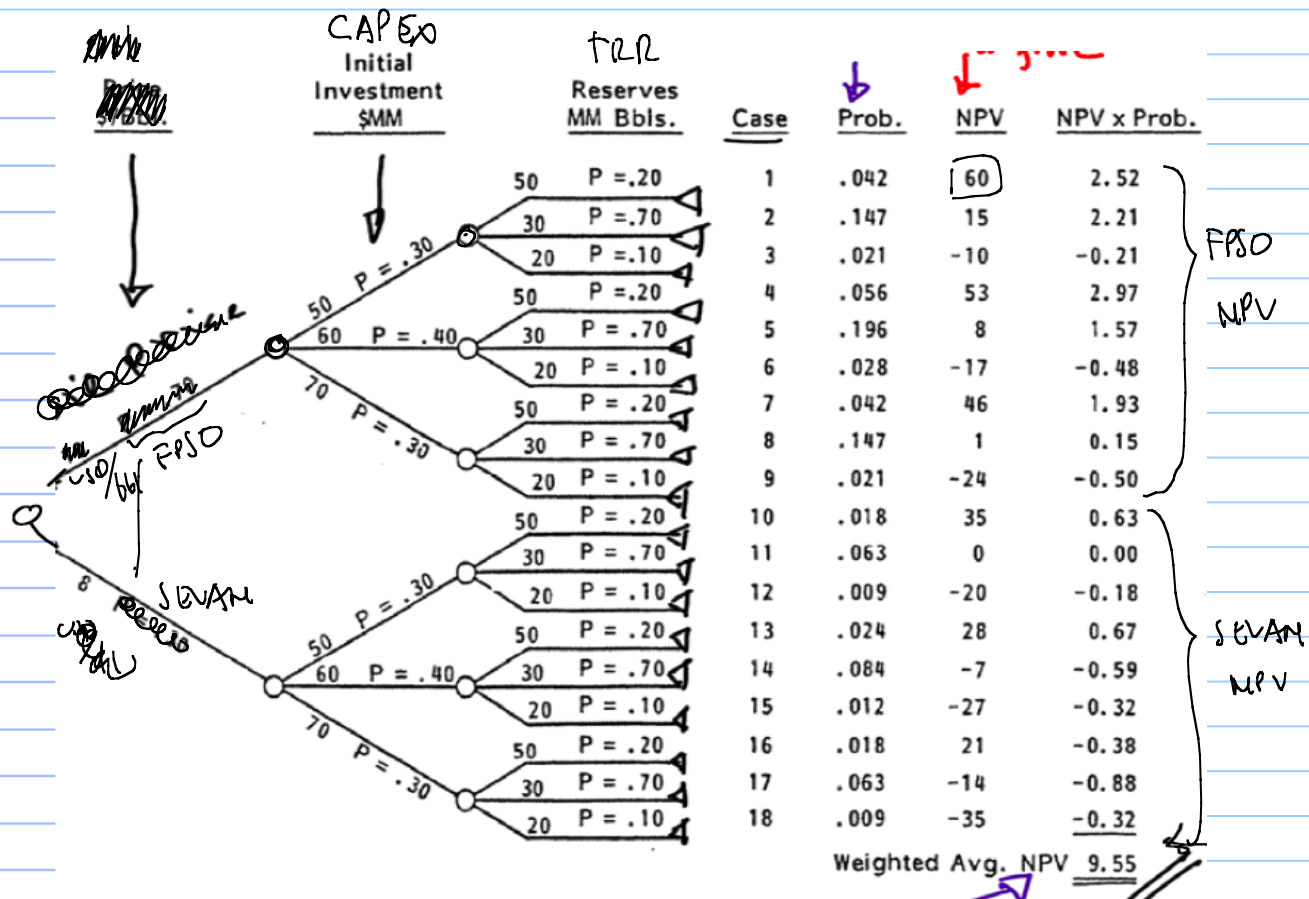 CAPEX
TRR
Initial Investment $MM
Reserves MM Bbls.
Case Prob. NPV NPV x Prob.
50 P =.20 1 .042 60 2.52
30 P =.70 2 .147 15 2.21
20 P =.10 3 .021 -10 -0.21
50 P = .30
50 P =.20 4 .056 53 2.97
60 P = .40 30 P =.70 5 .196 8 1.57
20 P = .10 6 .028 -17 -0.48
70 P = .30
50 P = .20 7 .042 46 1.93
30 P = .70 8 .147 1 0.15
20 P = .10 9 .021 -24 -0.50
FPSO
NPV
FPSO
USD/bbl
50 P = .20 10 .018 35 0.63
30 P = .70 11 .063 0 0.00
20 P = .10 12 .009 -20 -0.18
50 P = .30
8
SEVAN
50 P = .20 13 .024 28 0.67
60 P = .40 30 P = .70 14 .084 -7 -0.59
20 P = .10 15 .012 -27 -0.32
70 P = .30
50 P = .20 16 .018 21 -0.38
30 P = .70 17 .063 -14 -0.88
20 P = .10 18 .009 -35 -0.32
SEVAN
NPV
Weighted Avg. NPV 9.55